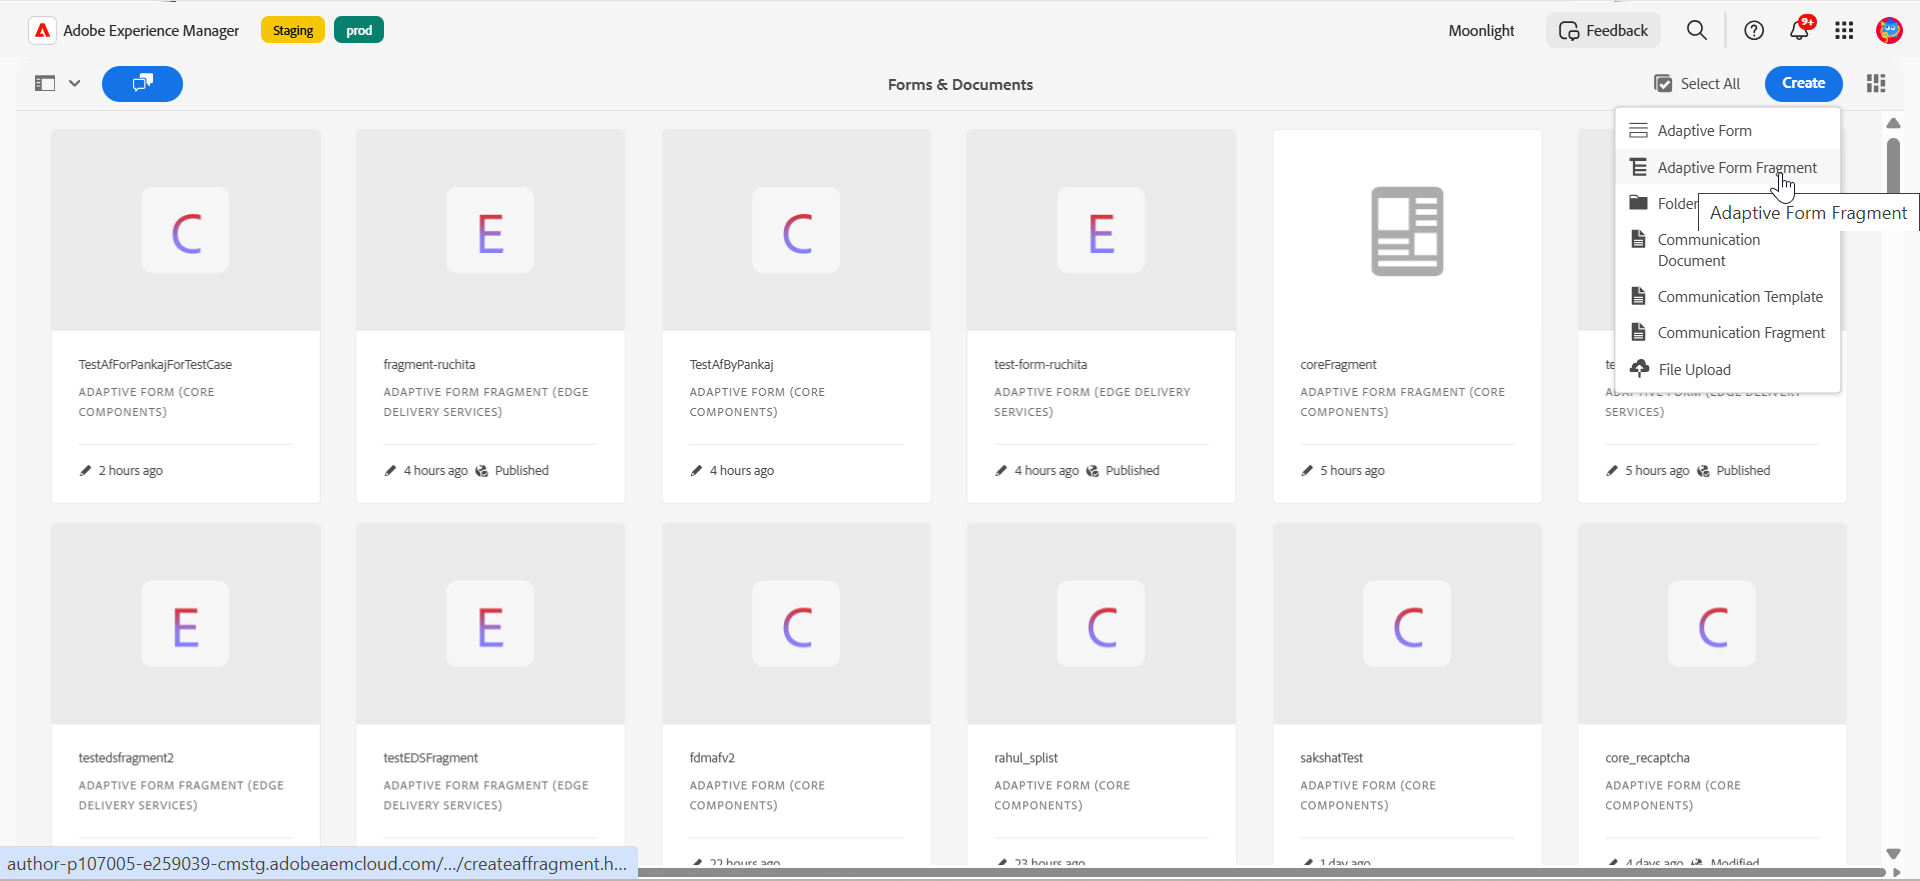 Adobe Experience Manager
Staging
prod
Moonlight
Feedback
9+
Forms & Documents
Select All
Create
Adaptive Form
Adaptive Form Fragment
Folder
Adaptive Form Fragment
Communication
Document
Communication Template
Communication Fragment
File Upload
C
E
C
E
TestAfForPankajForTestCase
ADAPTIVE FORM (CORE
COMPONENTS)
2 hours ago
fragment-ruchita
ADAPTIVE FORM FRAGMENT (EDGE
DELIVERY SERVICES)
4 hours ago Published
TestAfByPankaj
ADAPTIVE FORM (CORE
COMPONENTS)
4 hours ago
test-form-ruchita
ADAPTIVE FORM (EDGE DELIVERY
SERVICES)
4 hours ago Published
coreFragment
ADAPTIVE FORM FRAGMENT (CORE
COMPONENTS)
5 hours ago
te
ADAPTIVE FORM (EDGE DELIVERY
SERVICES)
5 hours ago Published
E
E
C
C
C
C
testedsfragment2
ADAPTIVE FORM FRAGMENT (EDGE
DELIVERY SERVICES)
testEDSFragment
ADAPTIVE FORM FRAGMENT (EDGE
DELIVERY SERVICES)
fdmafv2
ADAPTIVE FORM (CORE
COMPONENTS)
22 hours ago
rahul_splist
ADAPTIVE FORM (CORE
COMPONENTS)
23 hours ago
sakshatTest
ADAPTIVE FORM (CORE
COMPONENTS)
1 day ago
core_recaptcha
ADAPTIVE FORM (CORE
COMPONENTS)
4 days ago Modified
author-p107005-e259039-cmstg.adobeaemcloud.com/.../createaffragment.h...